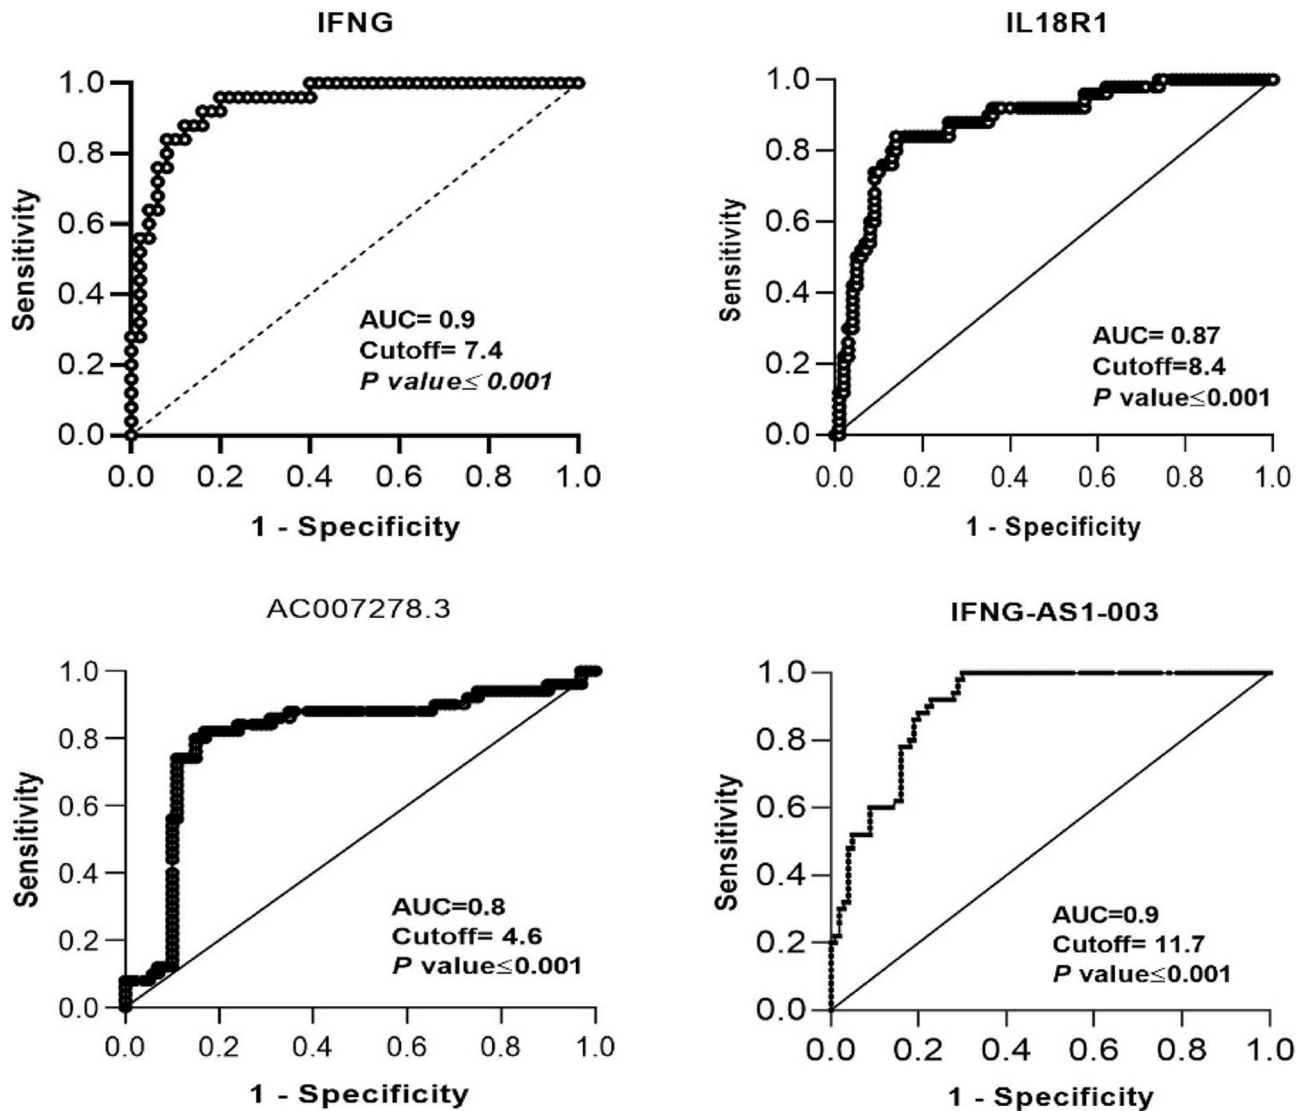 IFNG
1.0
0.8
0.6
0.4
0.2
0.0
Sensitivity
AUC= 0.9
Cutoff= 7.4
P value≤ 0.001
0.0 0.2 0.4 0.6 0.8 1.0
1 - Specificity
IL18R1
1.0
0.8
0.6
0.4
0.2
0.0
Sensitivity
AUC= 0.87
Cutoff=8.4
P value≤0.001
0.0 0.2 0.4 0.6 0.8 1.0
1 - Specificity
AC007278.3
1.0
0.8
0.6
0.4
0.2
0.0
Sensitivity
AUC=0.8
Cutoff= 4.6
P value≤0.001
0.0 0.2 0.4 0.6 0.8 1.0
1 - Specificity
IFNG-AS1-003
1.0
0.8
0.6
0.4
0.2
0.0
Sensitivity
AUC=0.9
Cutoff= 11.7
P value≤0.001
0.0 0.2 0.4 0.6 0.8 1.0
1 - Specificity